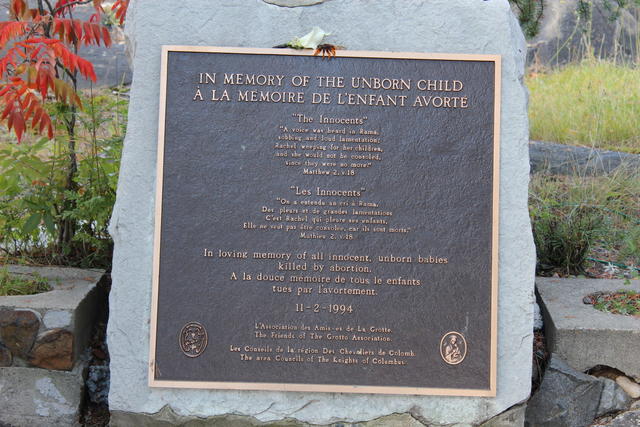 IN MEMORY OF THE UNBORN CHILD
À LA MEMOIRE DE L'ENFANT AVORTÉ
"The Innocents"
"A voice was heard in Rama,
sobbing and loud lamentation:
Rachel weeping for her children,
and she would not be consoled,
since they were no more."
Matthew 2, v.18
"Les Innocents"
"On a entendu un cri à Rama,
Des pleurs et de grandes lamentations
C'est Rachel qui pleure ses enfants,
Elle ne veut pas être consolée, car ils sont morts."
Mathieu 2, v-18
In loving memory of all innocent, unborn babies
killed by abortion.
A la douce mémoire de tous le enfants
tués par l'avortement.
11-2-1994
L'Association des Amis-es de La Grotte.
The Friends of The Grotto Association.
Les Conseils de la région Des Chevaliers de Colomb.
The area Councils of The Knights of Columbus.